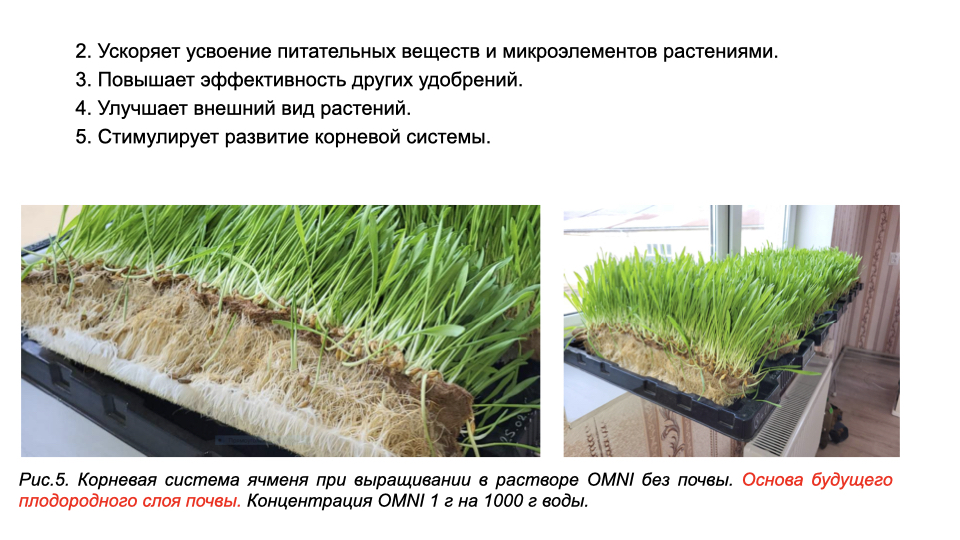 2. Ускоряет усвоение питательных веществ и микроэлементов растениями.
3. Повышает эффективность других удобрений.
4. Улучшает внешний вид растений.
5. Стимулирует развитие корневой системы.
Рис.5. Корневая система ячменя при выращивании в растворе OMNI без почвы. Основа будущего
плодородного слоя почвы. Концентрация OMNI 1 г на 1000 г воды.